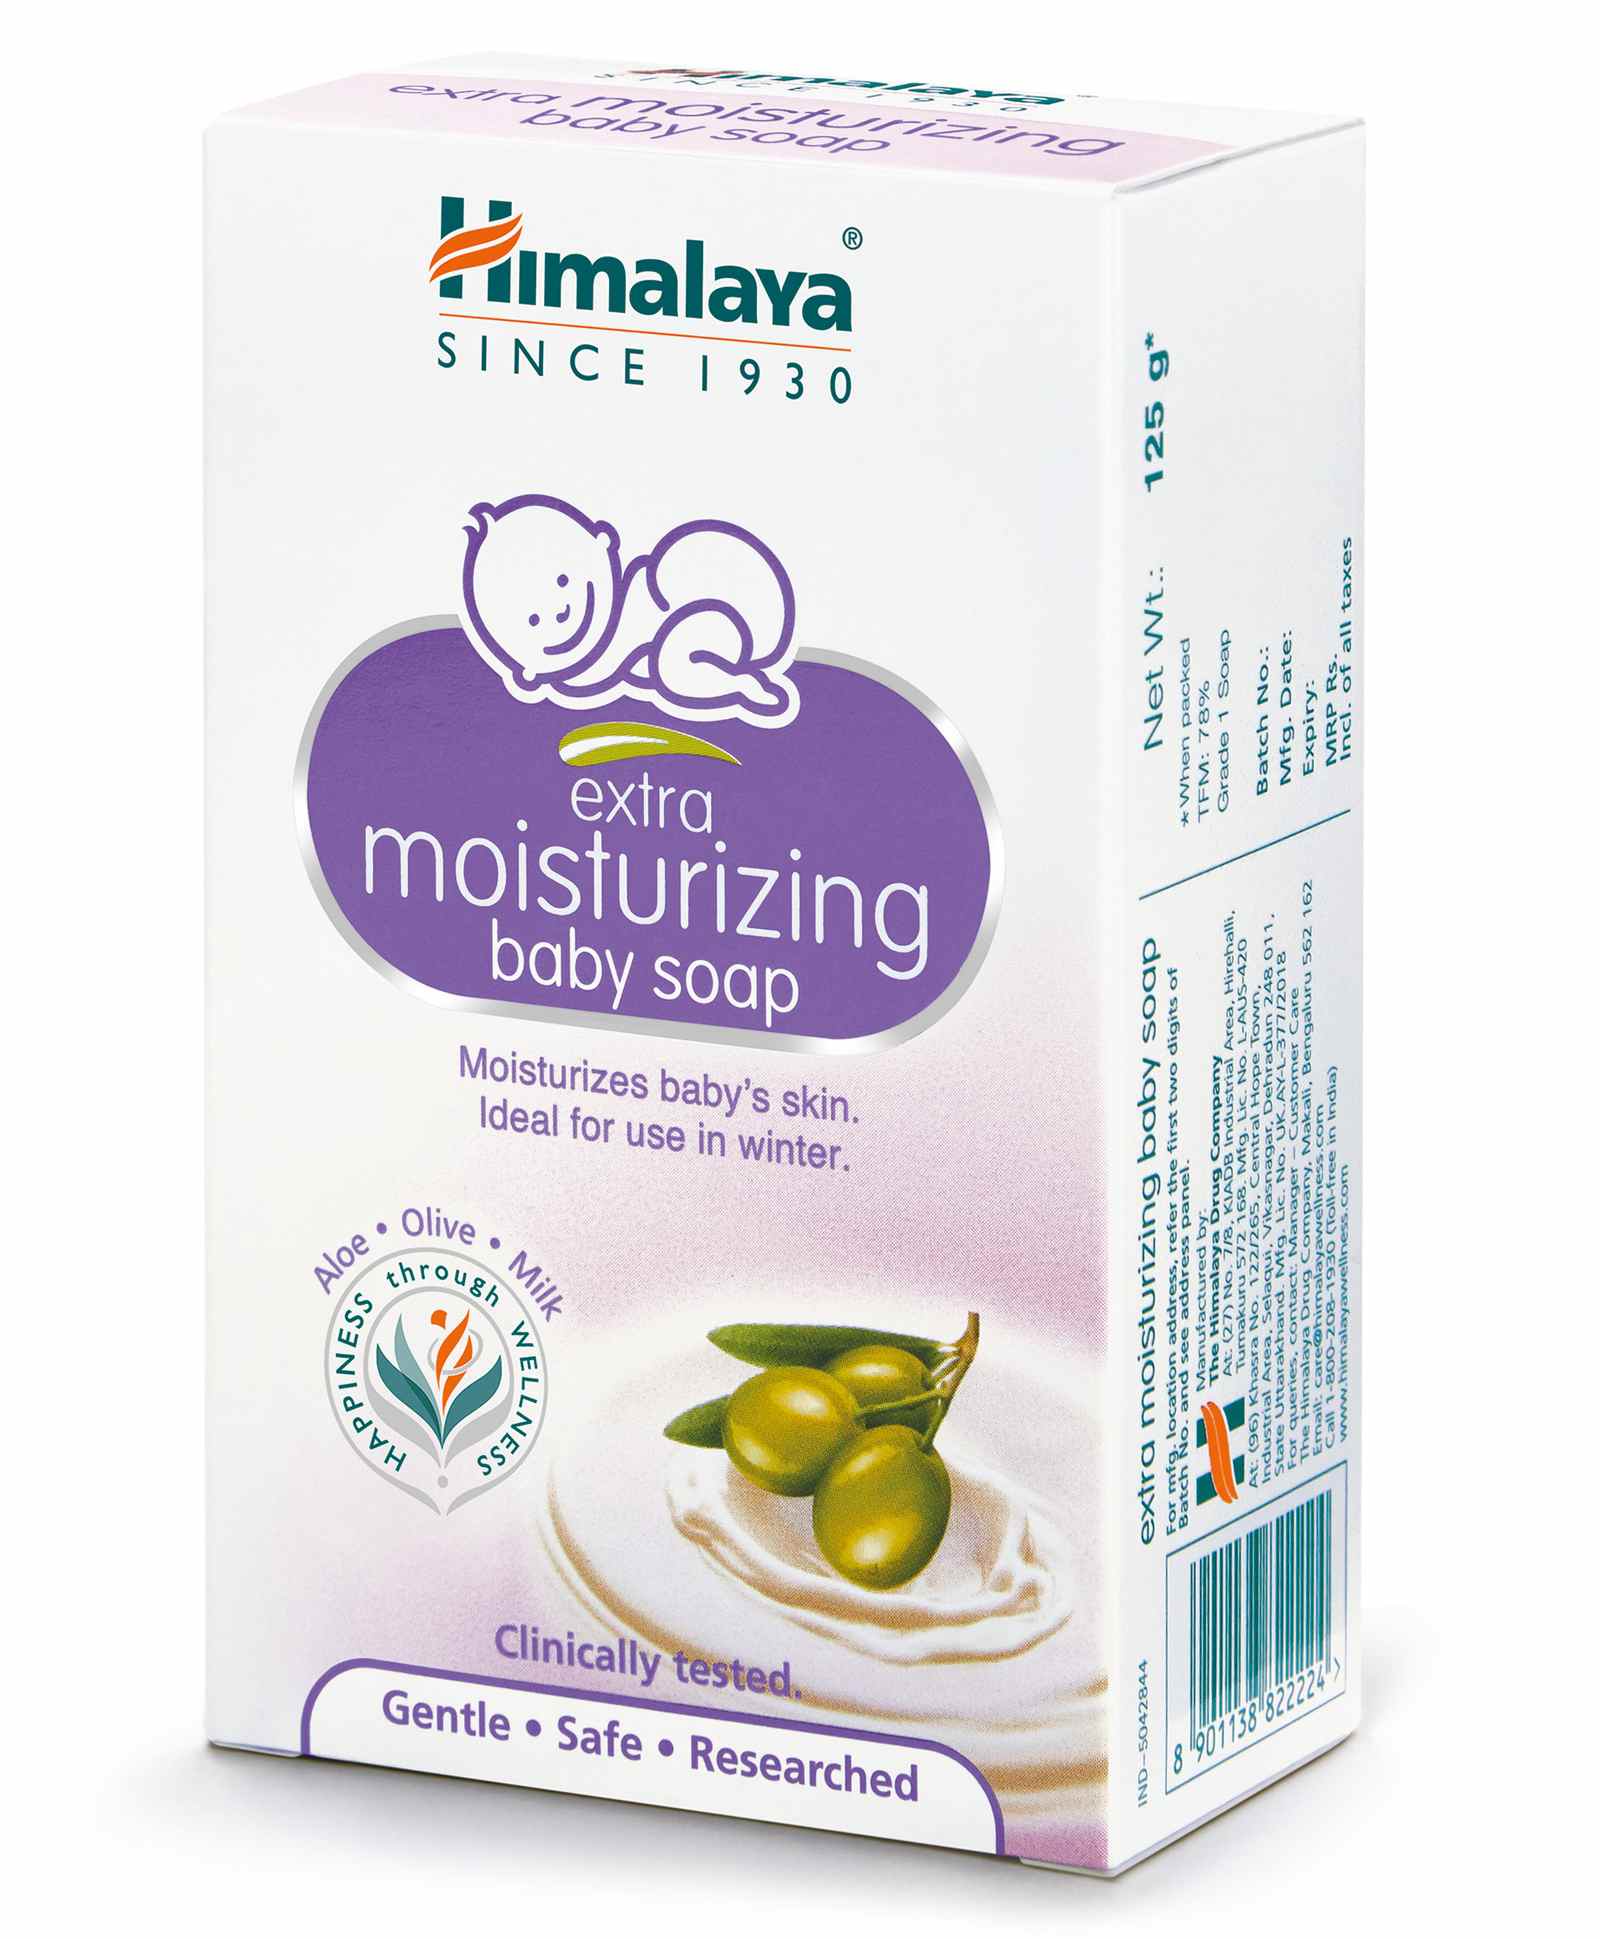 Himalaya
SINCE 1930
extra moisturizing
baby soap
Himalaya®
SINCE 1930
extra
moisturizing
baby soap
Moisturizes baby's skin.
Ideal for use in winter.
Aloe • Olive • Milk
HAPPINESS through WELLNESS
Clinically tested.
Gentle • Safe • Researched
Net Wt.: 125 g*
*When packed
TFM: 78%
Grade 1 Soap
Batch No.:
Mfg. Date:
Expiry:
MRP Rs.
Incl. of all taxes
extra moisturizing baby soap
For mfg. location address, refer the first two digits of
Batch No. and see address panel.
Manufactured by:
The Himalaya Drug Company
At: (27) No. 7/8, KIADB Industrial Area, Hirehalli,
Tumakuru 572 168. Mfg. Lic. No. L-AUS-420
At: (96) Khasra No. 122/265, Central Hope Town,
Industrial Area, Selaqui, Vikasnagar, Dehradun 248 011,
State Uttarakhand. Mfg. Lic. No. UK.AY-L-377/2018
For queries, contact: Manager – Customer Care
The Himalaya Drug Company, Makali, Bengaluru 562 162
Email: care@himalayawellness.com
Call 1-800-208-1930 (Toll-free in India)
www.himalayawellness.com
IND-5042844
8 901138 822224 >